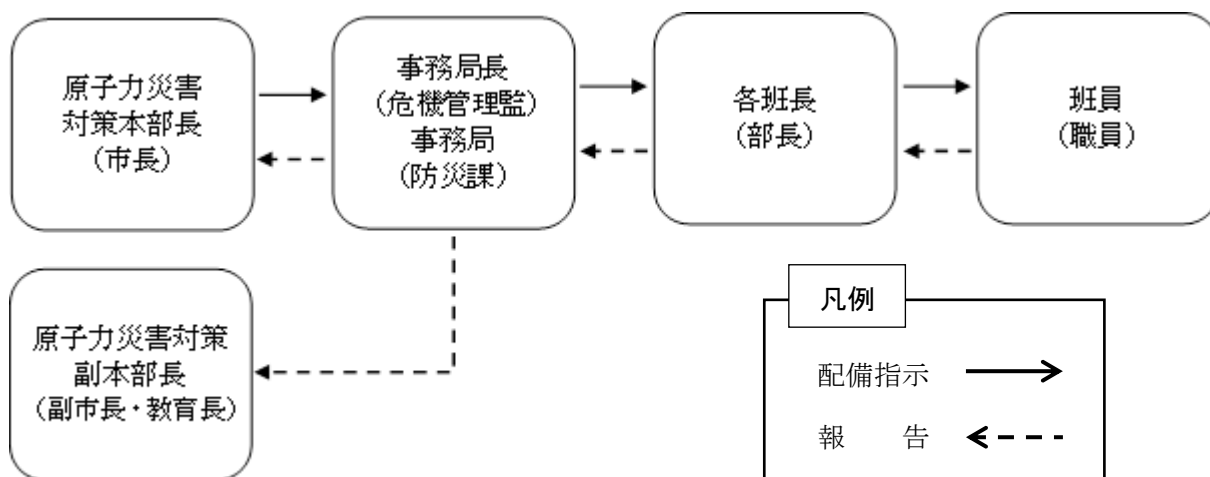 原子力災害
対策本部長
（市長）
事務局長
（危機管理監）
事務局
（防災課）
各班長
（部長）
班員
（職員）
原子力災害対策
副本部長
（副市長・教育長）
凡例
配備指示
報　　告